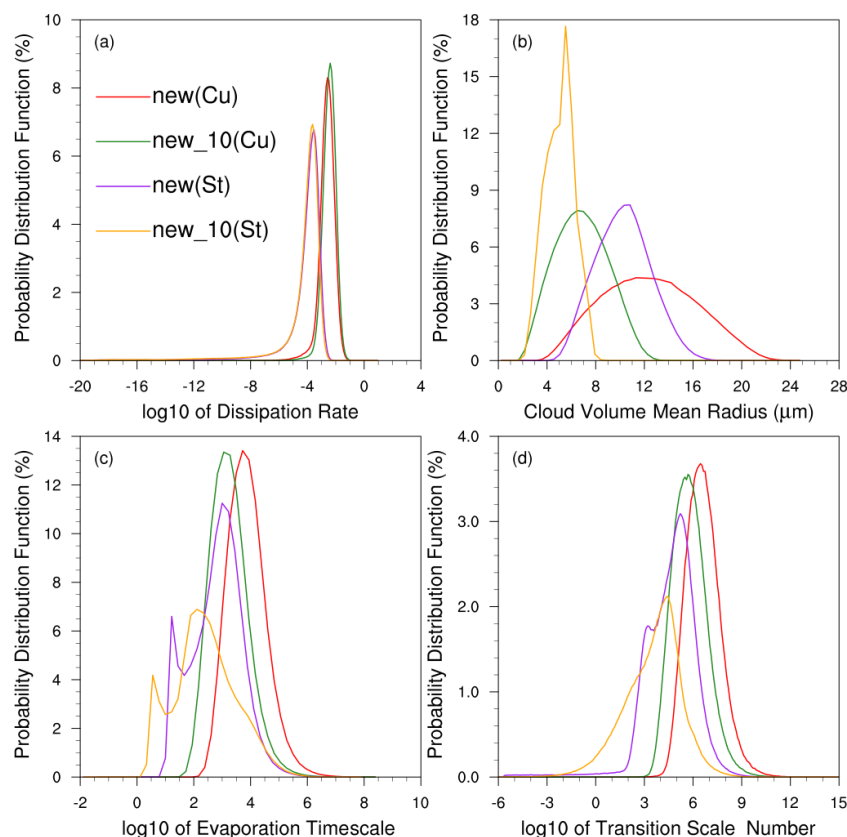 10
8
6
4
2
0
Probability Distribution Function (%)
(a)
new(Cu)
new_10(Cu)
new(St)
new_10(St)
-20 -16 -12 -8 -4 0 4
log10 of Dissipation Rate
18
15
12
9
6
3
0
Probability Distribution Function (%)
(b)
0 4 8 12 16 20 24 28
Cloud Volume Mean Radius (μm)
14
12
10
8
6
4
2
0
Probability Distribution Function (%)
(c)
-2 0 2 4 6 8 10
log10 of Evaporation Timescale
4.0
3.0
2.0
1.0
0.0
Probability Distribution Function (%)
(d)
-6 -3 0 3 6 9 12 15
log10 of Transition Scale Number